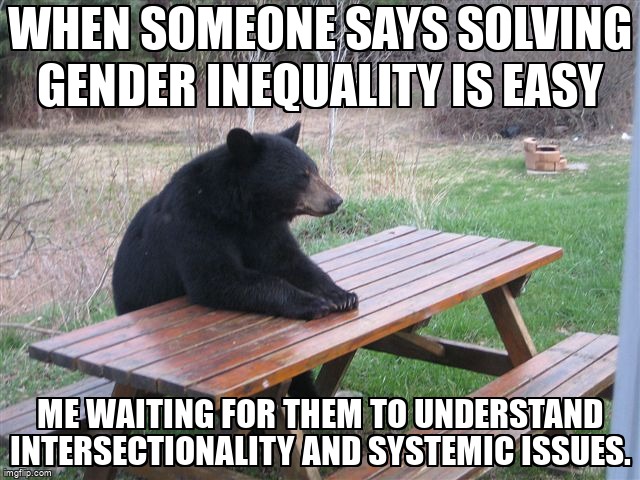 WHEN SOMEONE SAYS SOLVING
GENDER INEQUALITY IS EASY
ME WAITING FOR THEM TO UNDERSTAND
INTERSECTIONALITY AND SYSTEMIC ISSUES.
imgflip.com